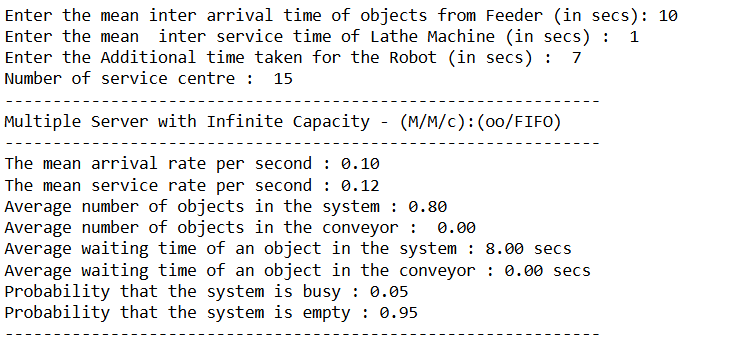 Enter the mean inter arrival time of objects from Feeder (in secs): 10
Enter the mean  inter service time of Lathe Machine (in secs) :  1
Enter the Additional time taken for the Robot (in secs) :  7
Number of service centre :  15
--------------------------------------------------------------
Multiple Server with Infinite Capacity - (M/M/c):(oo/FIFO)
--------------------------------------------------------------
The mean arrival rate per second : 0.10
The mean service rate per second : 0.12
Average number of objects in the system : 0.80
Average number of objects in the conveyor :  0.00
Average waiting time of an object in the system : 8.00 secs
Average waiting time of an object in the conveyor : 0.00 secs
Probability that the system is busy : 0.05
Probability that the system is empty : 0.95
--------------------------------------------------------------